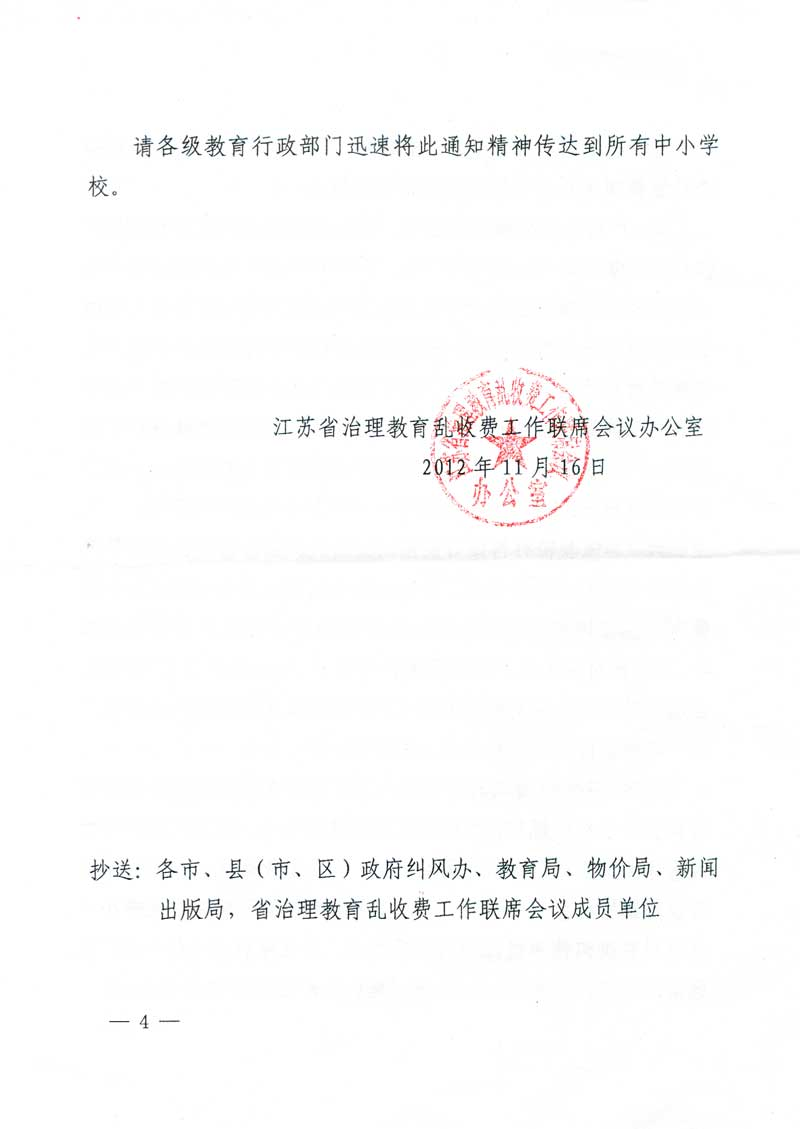 请各级教育行政部门迅速将此通知精神传达到所有中小学
校。
江苏省治理教育乱收费工作联席会议办公室
2012年11月16日
办公室
抄送：各市、县（市、区）政府纠风办、教育局、物价局、新闻
出版局，省治理教育乱收费工作联席会议成员单位
— 4 —